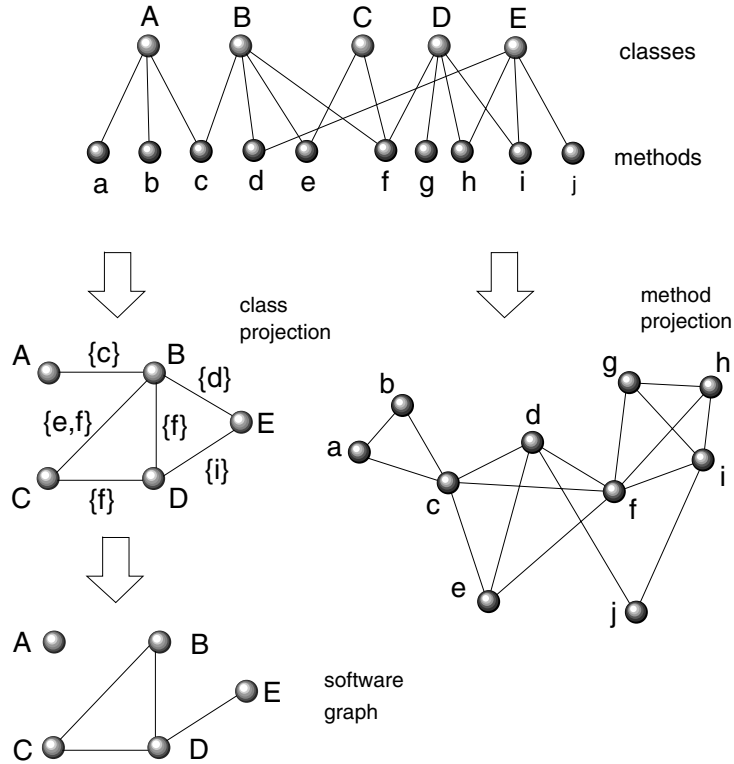 A B C D E
classes
methods
a b c d e f g h i j
class
projection
method
projection
A {c} B
{d}
{e,f} {f} E
{i}
C {f} D
g h
b
d
a
i
c f
e
j
A B
E
software
graph
C D